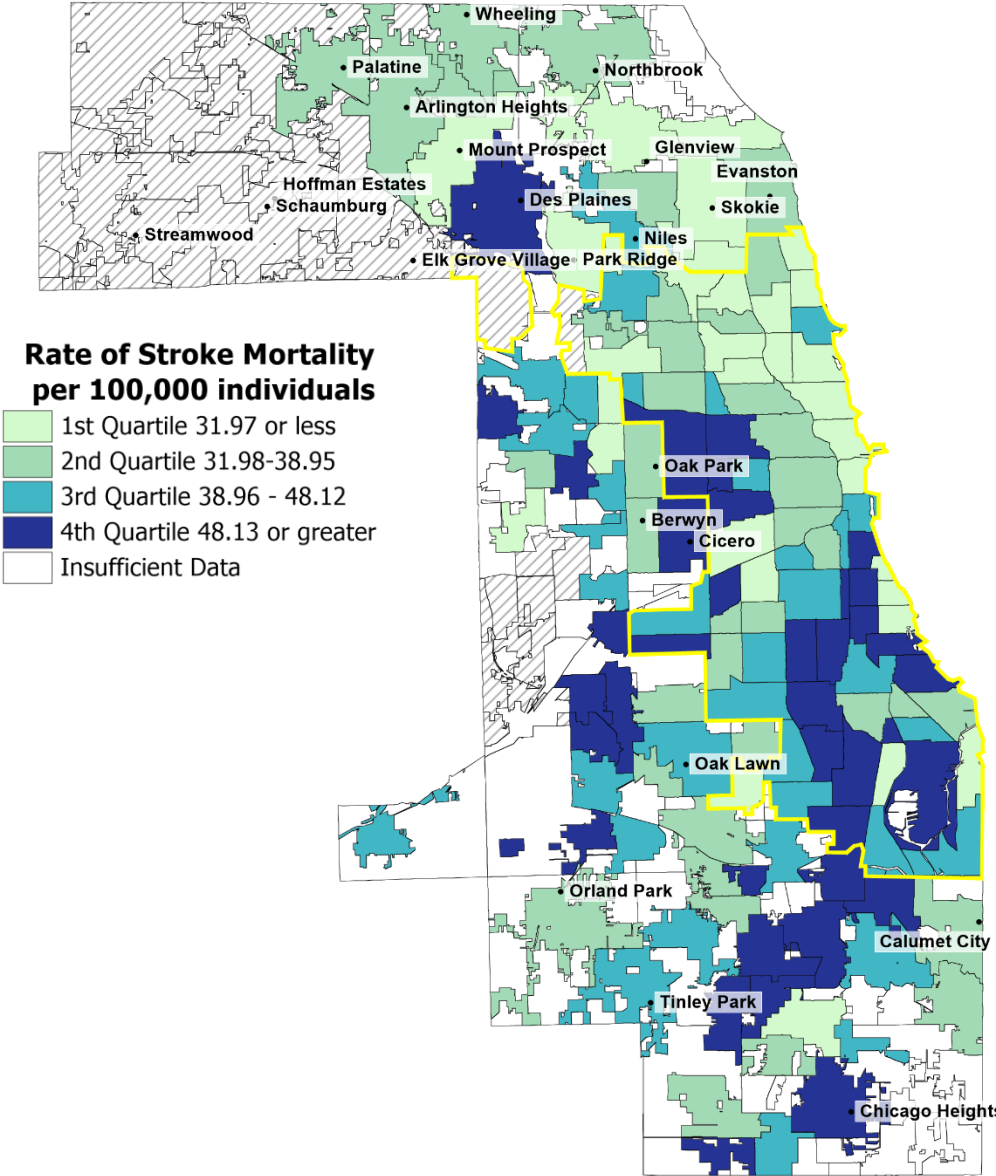 Wheeling
Palatine
Northbrook
Arlington Heights
Mount Prospect
Glenview
Evanston
Hoffman Estates
Des Plaines
Schaumburg
Skokie
Streamwood
Niles
Elk Grove Village
Park Ridge
Rate of Stroke Mortality
per 100,000 individuals
1st Quartile 31.97 or less
2nd Quartile 31.98-38.95
3rd Quartile 38.96 - 48.12
4th Quartile 48.13 or greater
Insufficient Data
Oak Park
Berwyn
Cicero
Oak Lawn
Orland Park
Calumet City
Tinley Park
Chicago Heights